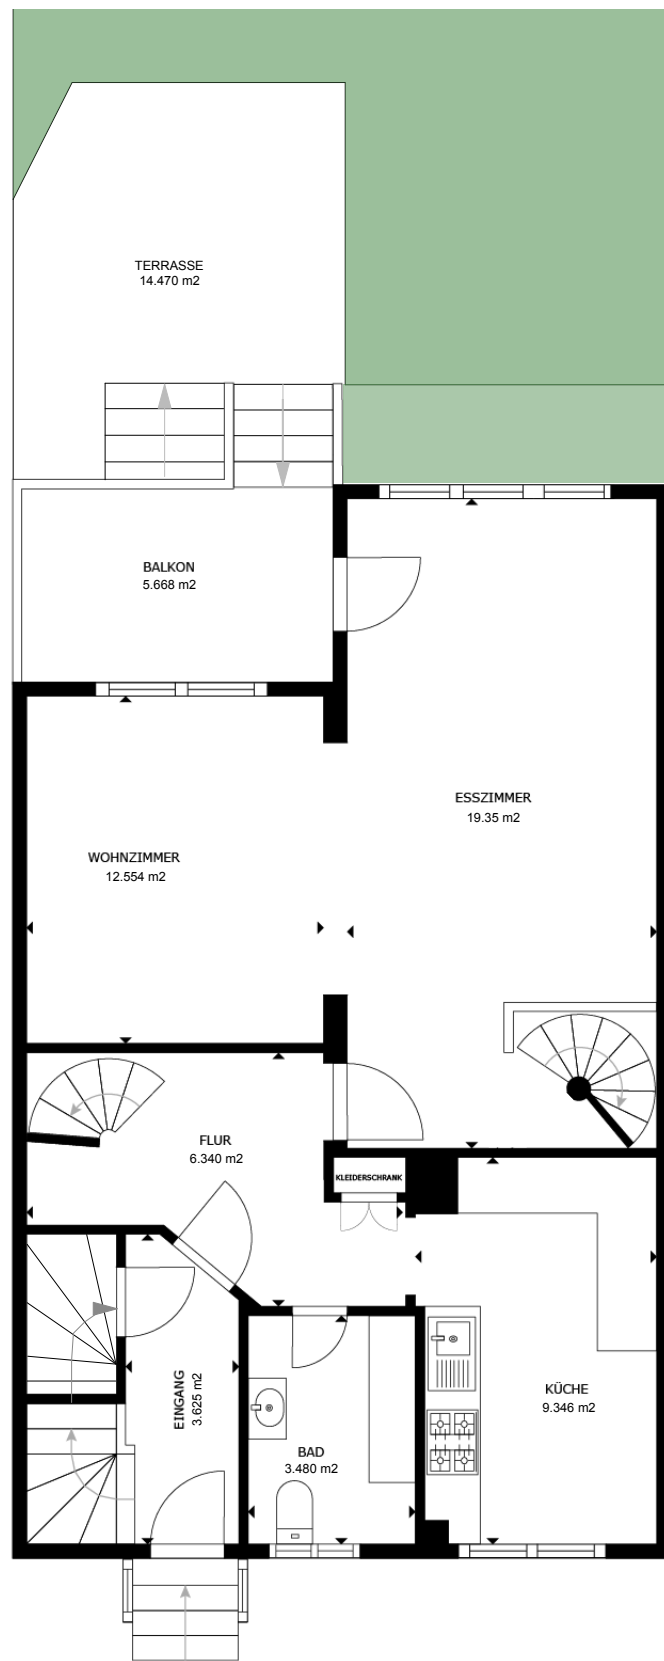 TERRASSE
14.470 m2
BALKON
5.668 m2
ESSZIMMER
19.35 m2
WOHNZIMMER
12.554 m2
FLUR
6.340 m2
KLEIDERSCHRANK
EINGANG
3.625 m2
KÜCHE
9.346 m2
BAD
3.480 m2